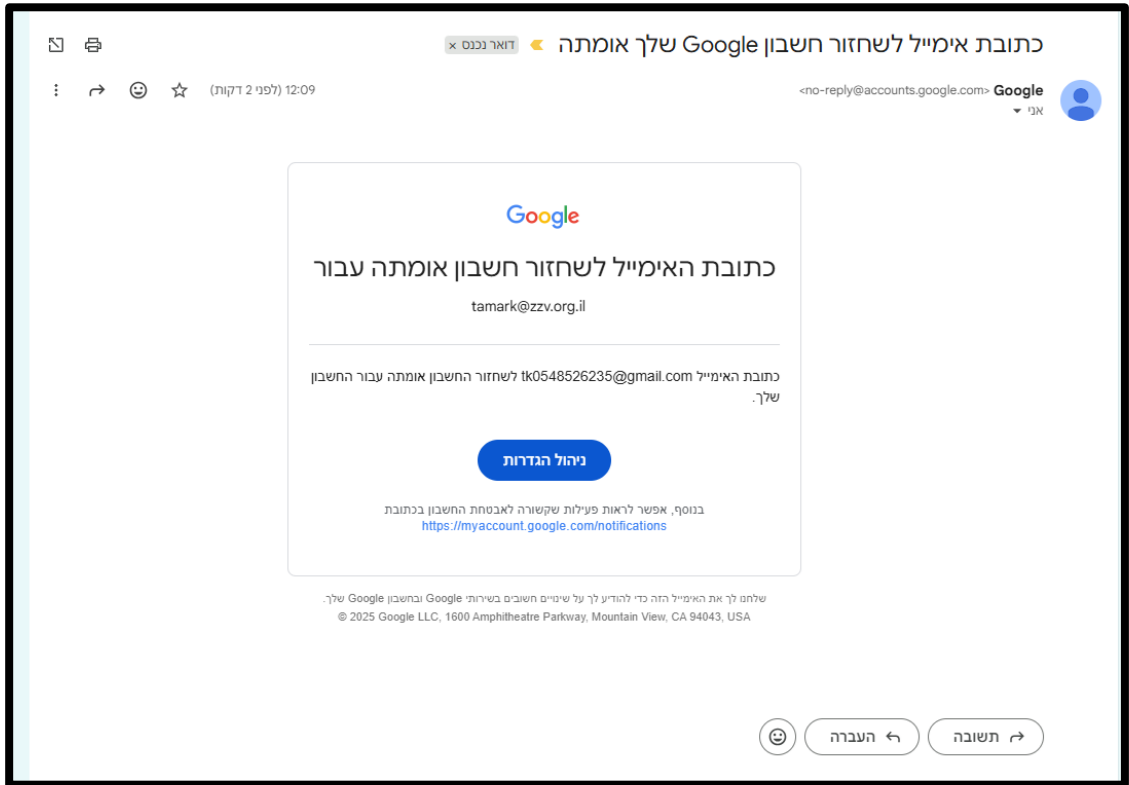 כתובת אימייל לשחזור חשבון Google שלך אומתה דואר נכנס ×
Google <no-reply@accounts.google.com> 12:09 (לפני 2 דקות)
אני
Google
כתובת האימייל לשחזור חשבון אומתה עבור
tamark@zzv.org.il
כתובת האימייל tk0548526235@gmail.com לשחזור החשבון אומתה עבור החשבון
שלך.
ניהול הגדרות
בנוסף, אפשר לראות פעילות שקשורה לאבטחת החשבון בכתובת
https://myaccount.google.com/notifications
שלחנו לך את האימייל הזה כדי להודיע לך על שינויים חשובים בשירותי Google ובחשבון Google שלך.
© 2025 Google LLC, 1600 Amphitheatre Parkway, Mountain View, CA 94043, USA
תשובה העברה